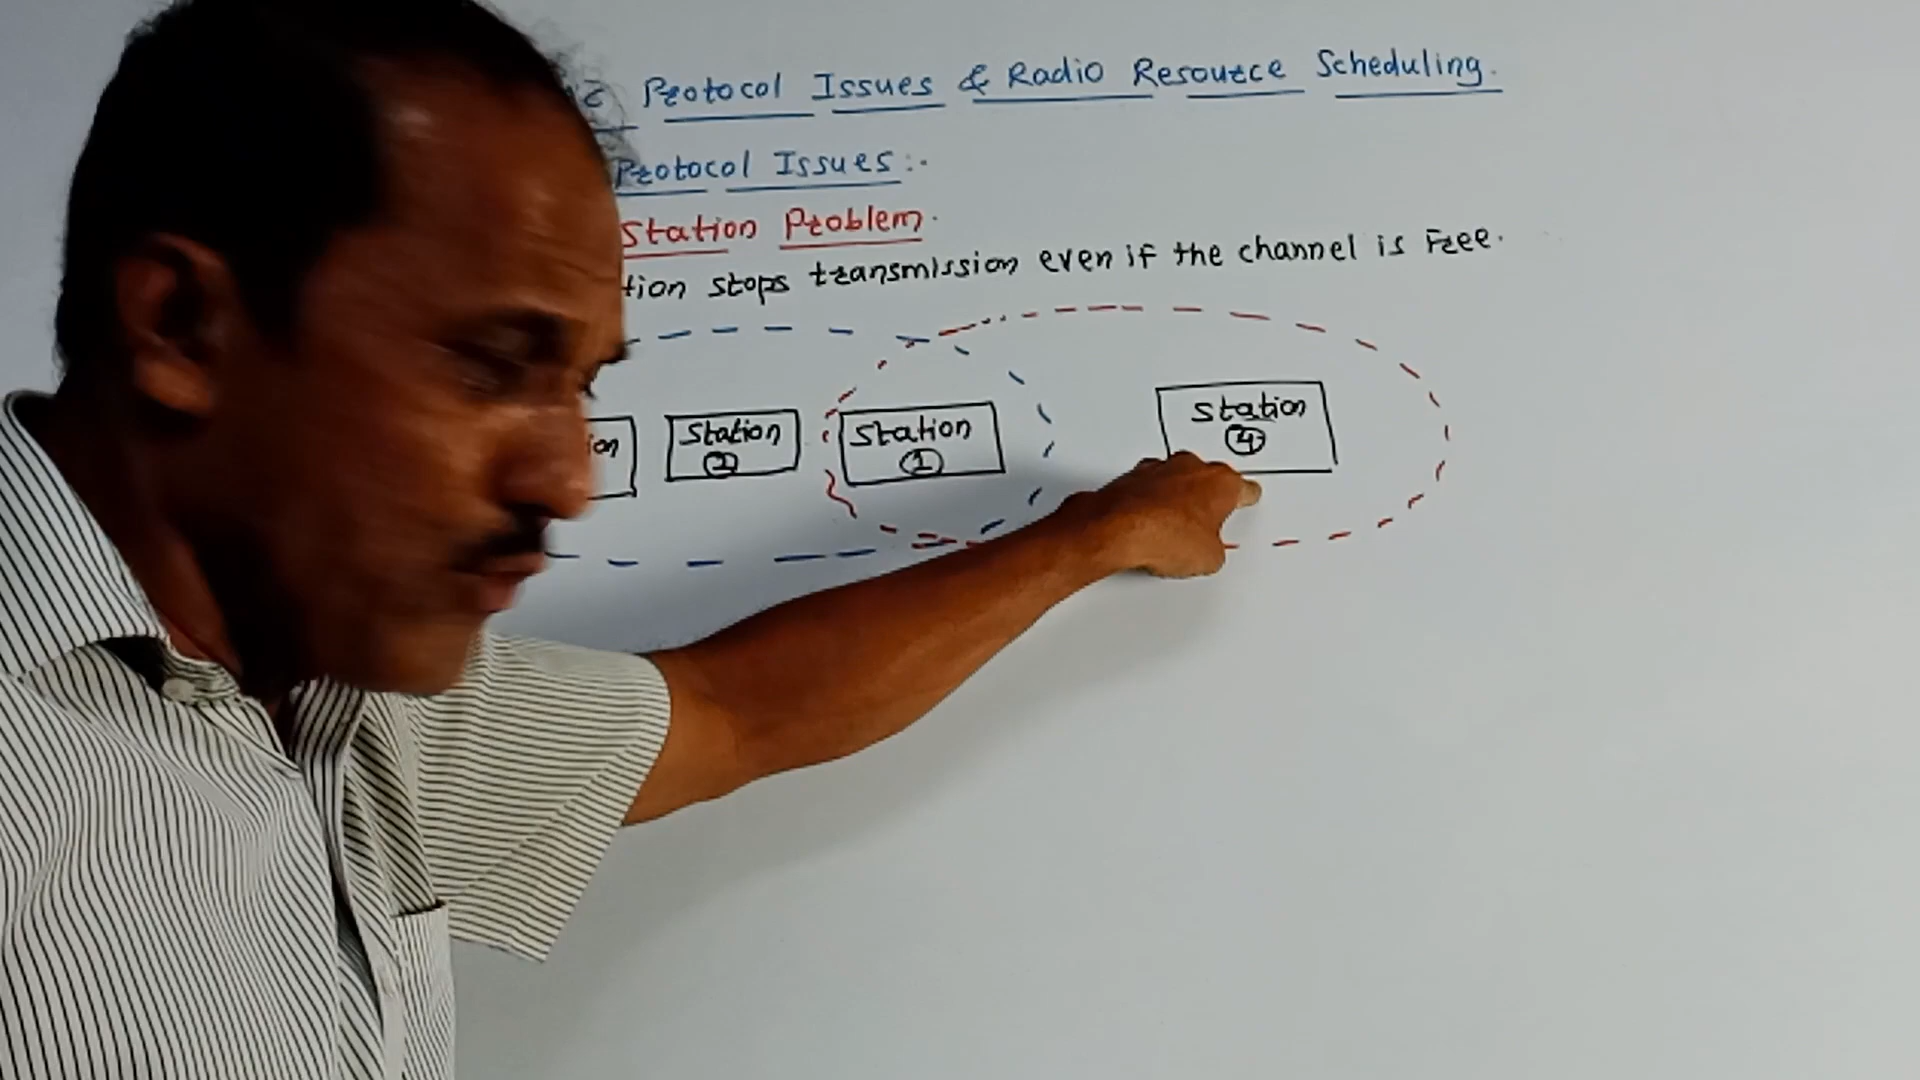 Protocol Issues & Radio Resource Scheduling.
Protocol Issues:-
Station Problem.
tion stops transmission even if the channel is Free.
ion
Station
2
Station
1
Station
4